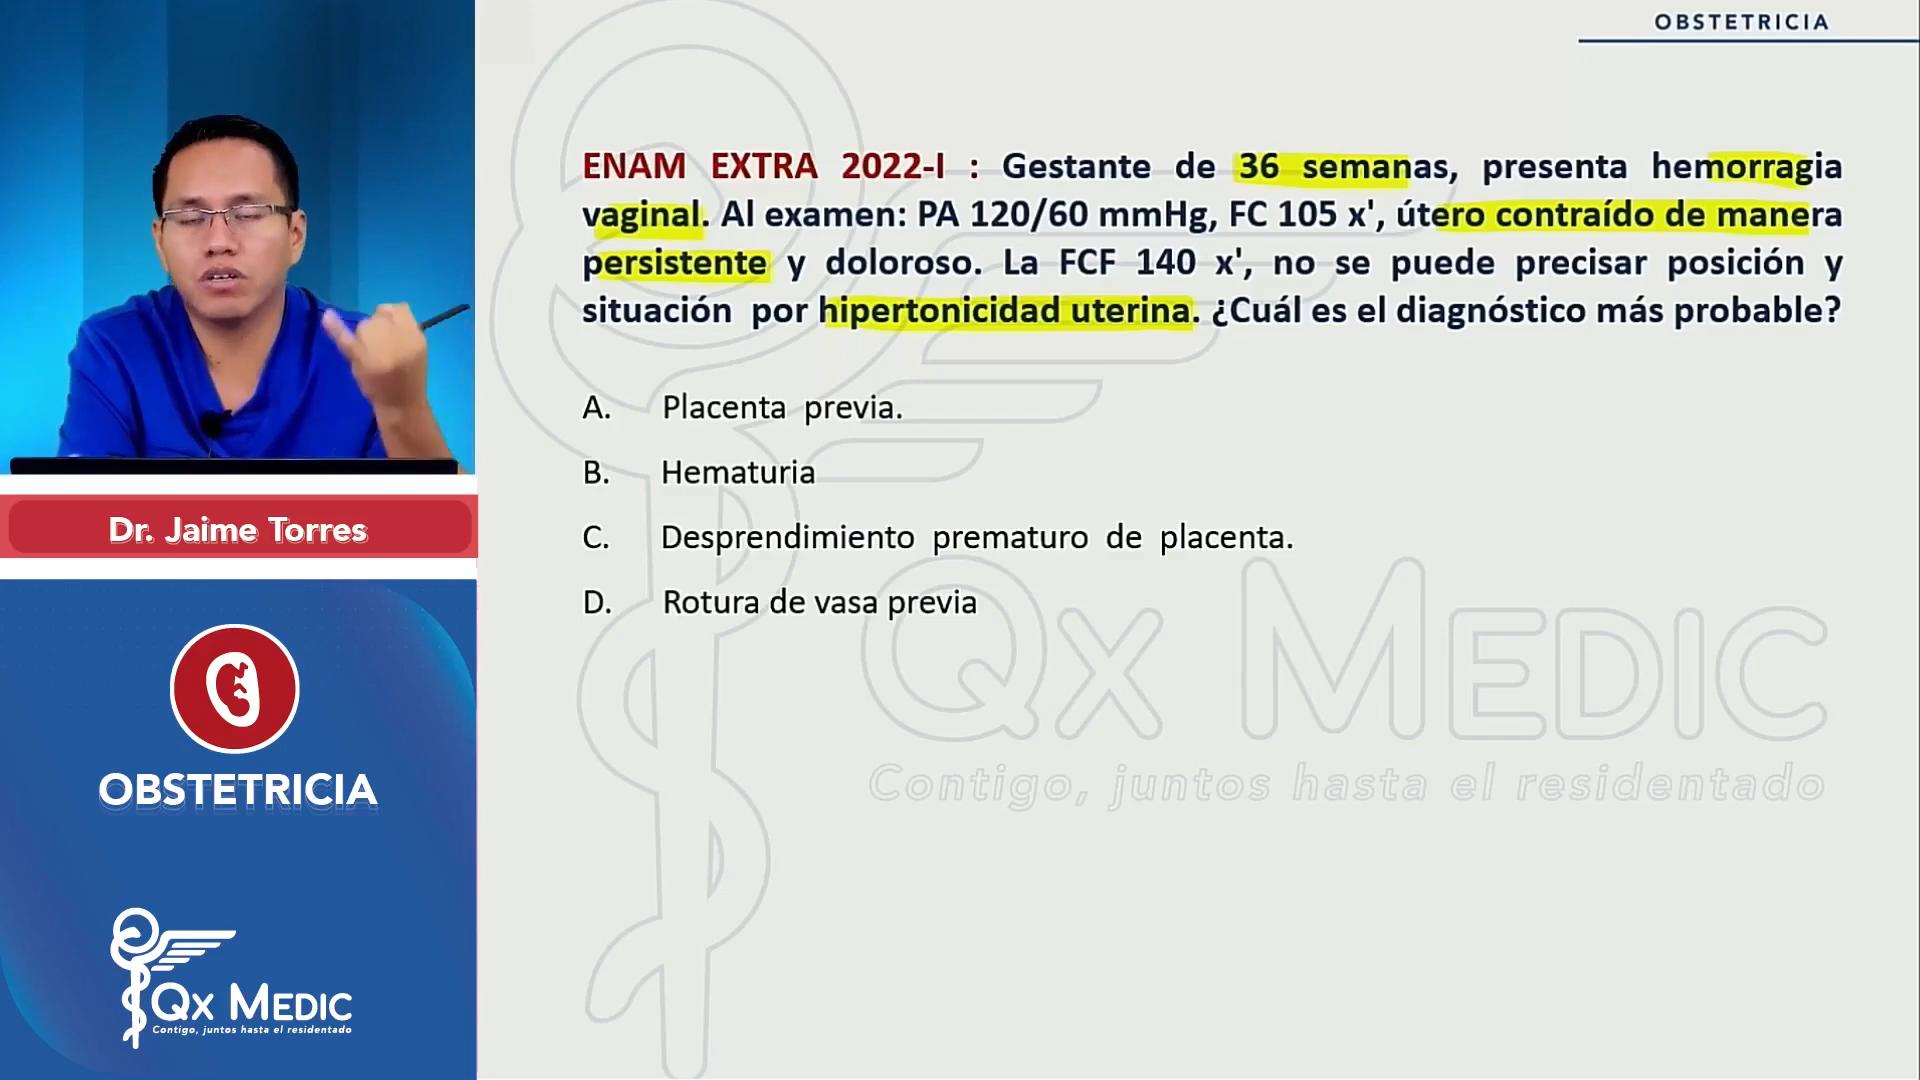 OBSTETRICIA
ENAM EXTRA 2022-I : Gestante de 36 semanas, presenta hemorragia
vaginal. Al examen: PA 120/60 mmHg, FC 105 x', útero contraído de manera
persistente y doloroso. La FCF 140 x', no se puede precisar posición y
situación por hipertonicidad uterina. ¿Cuál es el diagnóstico más probable?
A. Placenta previa.
B. Hematuria
C. Desprendimiento prematuro de placenta.
D. Rotura de vasa previa
QX MEDIC
Contigo, juntos hasta el residentado
Dr. Jaime Torres
OBSTETRICIA
QX MEDIC
Contigo, juntos hasta el residentado